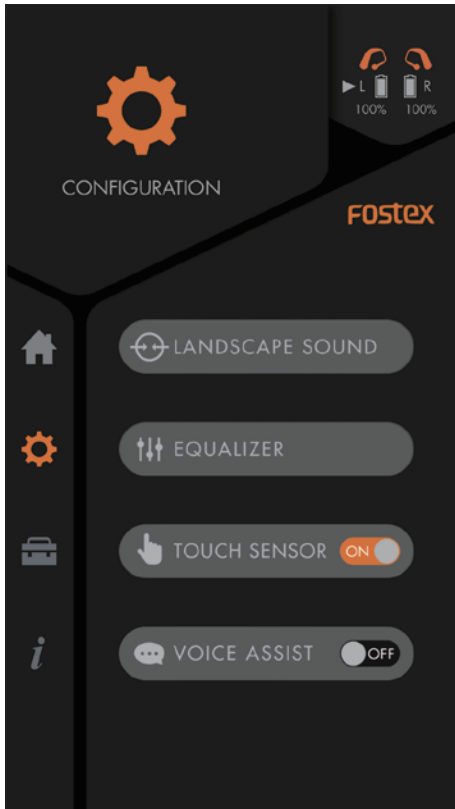 L R
100% 100%
CONFIGURATION
Fostex
LANDSCAPE SOUND
EQUALIZER
TOUCH SENSOR ON
i
VOICE ASSIST OFF